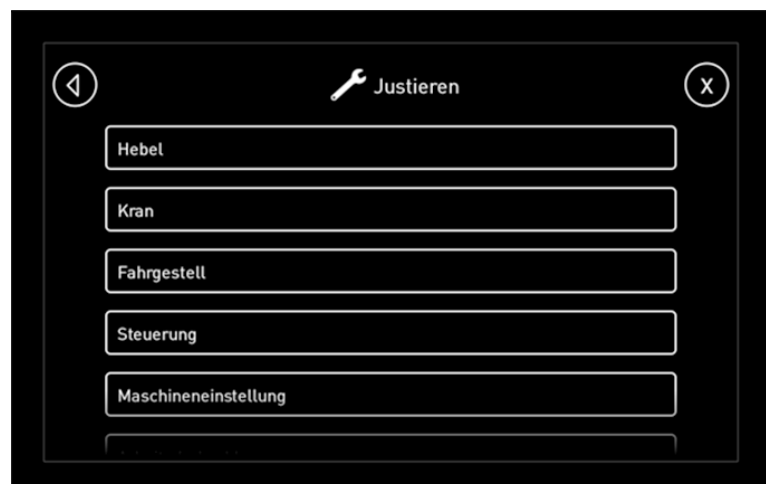 Justieren
X
Hebel
Kran
Fahrgestell
Steuerung
Maschineneinstellung